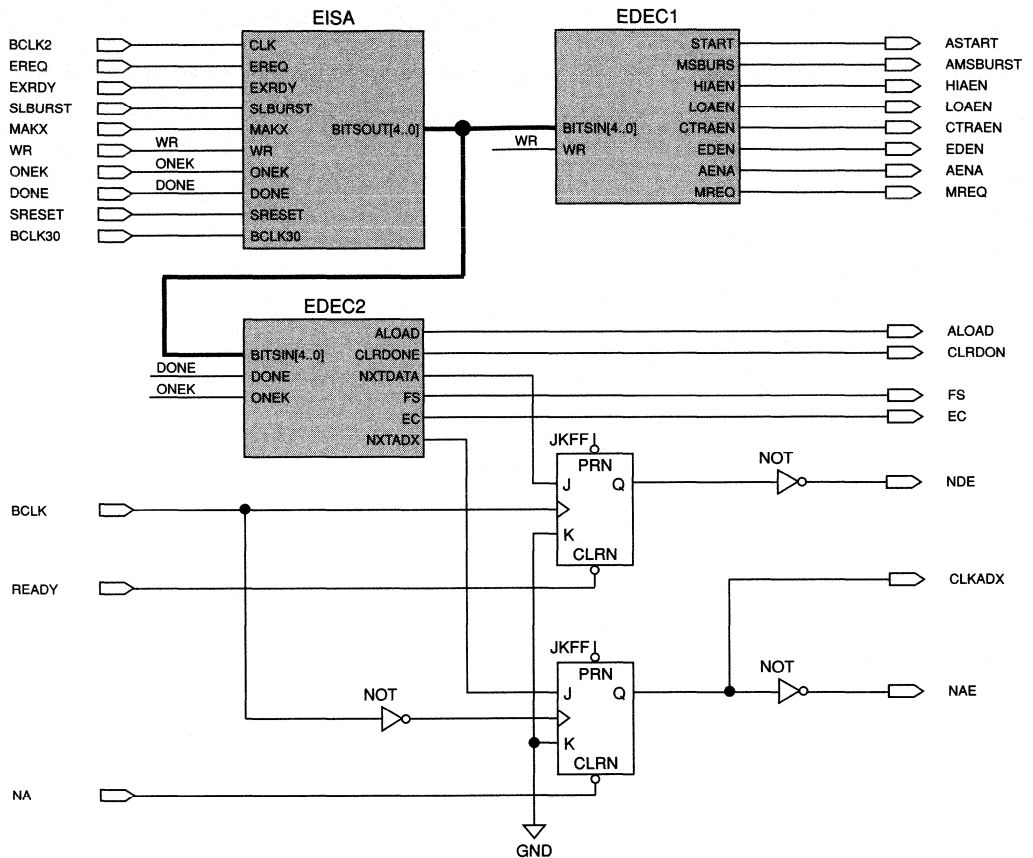 EISA
EDEC1
BCLK2
EREQ
EXRDY
SLBURST
MAKX
WR
ONEK
DONE
SRESET
BCLK30
WR
ONEK
DONE
CLK
EREQ
EXRDY
SLBURST
MAKX
WR
ONEK
DONE
SRESET
BCLK30
BITSOUT[4..0]
WR
BITSIN[4..0]
WR
START
MSBURS
HIAEN
LOAEN
CTRAEN
EDEN
AENA
MREQ
ASTART
AMSBURST
HIAEN
LOAEN
CTRAEN
EDEN
AENA
MREQ
EDEC2
DONE
ONEK
BITSIN[4..0]
DONE
ONEK
ALOAD
CLRDONE
NXTDATA
FS
EC
NXTADX
ALOAD
CLRDON
FS
EC
JKFF
PRN
J Q
K
CLRN
NOT
NDE
BCLK
READY
CLKADX
JKFF
PRN
J Q
K
CLRN
NOT
NAE
NOT
NA
GND